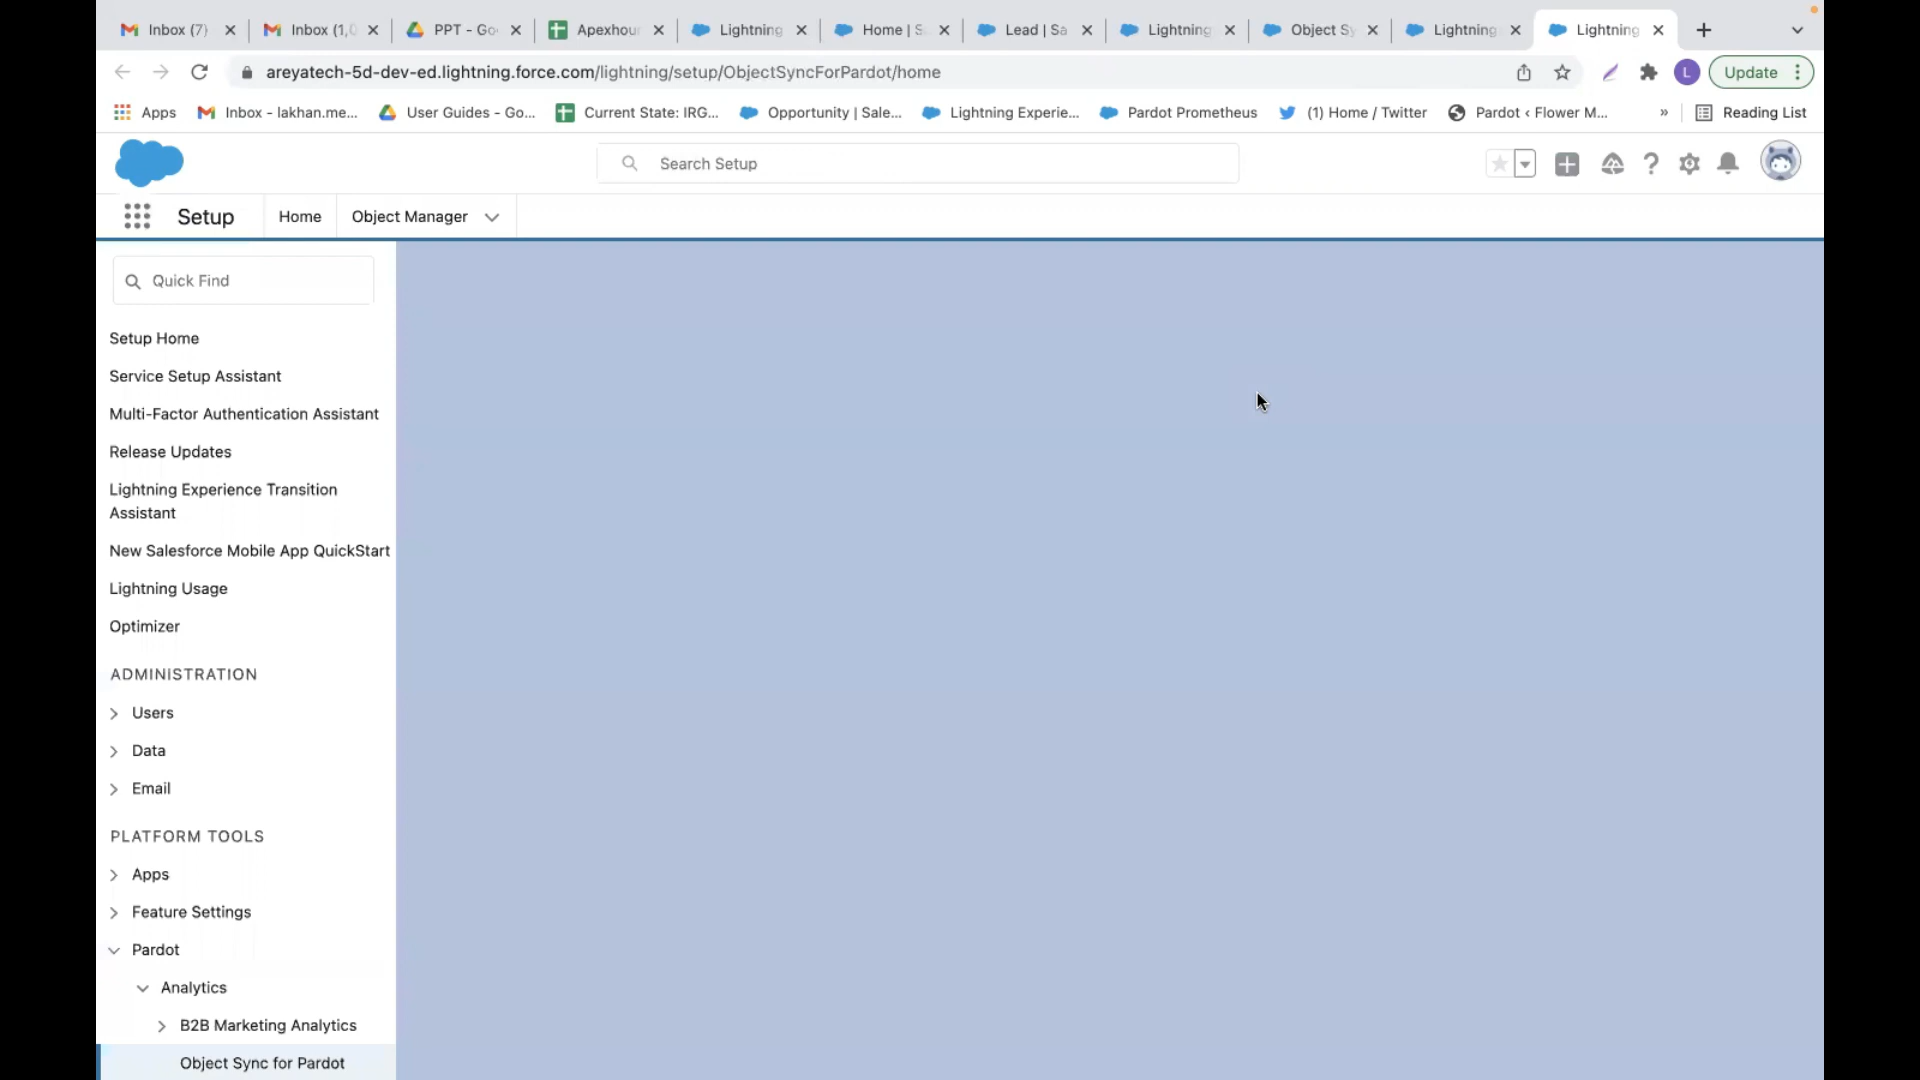 Inbox (7)
Inbox (1,0
PPT - Go
Apexhour
Lightning
Home | S
Lead | Sa
Lightning
Object Sy
Lightning
Lightning
areyatech-5d-dev-ed.lightning.force.com/lightning/setup/ObjectSyncForPardot/home
L
Update
Apps
Inbox - lakhan.me...
User Guides - Go...
Current State: IRG...
Opportunity | Sale...
Lightning Experie...
Pardot Prometheus
(1) Home / Twitter
Pardot ‹ Flower M...
»
Reading List
Search Setup
Setup
Home
Object Manager
Quick Find
Setup Home
Service Setup Assistant
Multi-Factor Authentication Assistant
Release Updates
Lightning Experience Transition
Assistant
New Salesforce Mobile App QuickStart
Lightning Usage
Optimizer
ADMINISTRATION
Users
Data
Email
PLATFORM TOOLS
Apps
Feature Settings
Pardot
Analytics
B2B Marketing Analytics
Object Sync for Pardot